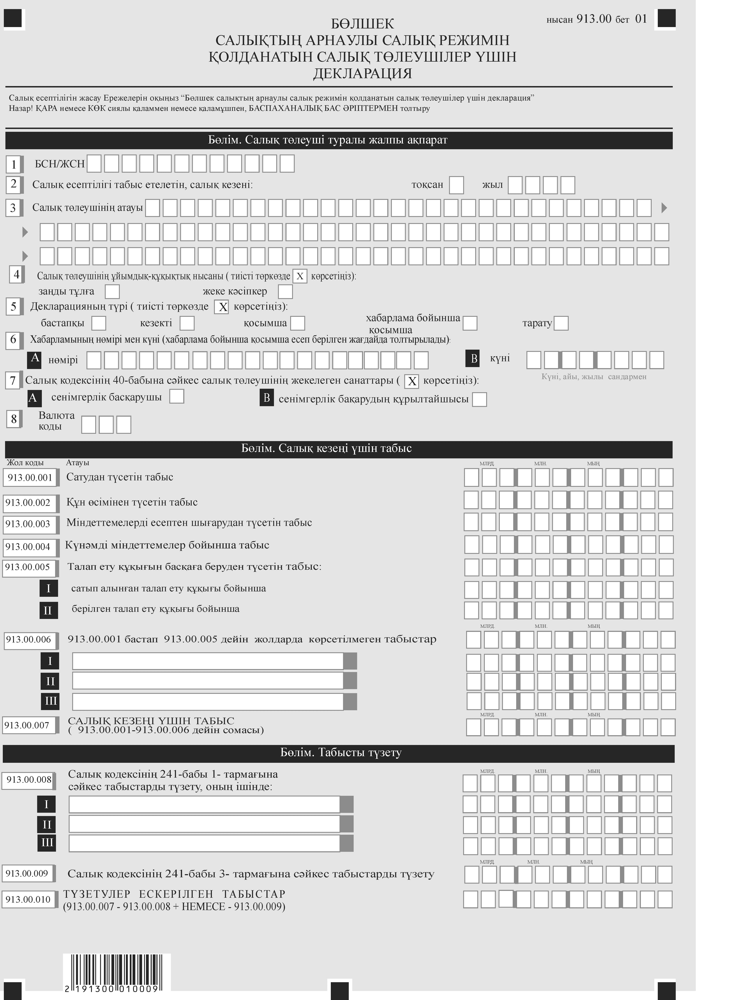 нысан 913.00 бет 01
БӨЛШЕК
САЛЫҚТЫҢ АРНАУЛЫ САЛЫҚ РЕЖИМІН
ҚОЛДАНАТЫН САЛЫҚ ТӨЛЕУШІЛЕР ҮШІН
ДЕКЛАРАЦИЯ
Салық есептілігін жасау Ережелерін оқыңыз “Бөлшек салықтың арнаулы салық режимін қолданатын салық төлеушілер үшін декларация”
Назар! ҚАРА немесе КӨК сиялы қаламмен немесе қаламұшпен, БАСПАХАНАЛЫҚ БАС ӘРІПТЕРМЕН толтыру
Бөлім. Салық төлеуші туралы жалпы ақпарат
1 БСН/ЖСН
2 Салық есептілігі табыс етелетін, салық кезені: тоқсан жыл
3 Салық төлеушінің атауы
4 Салық төлеушінің ұйымдық-құқықтық нысаны ( тиісті төркөзде X көрсетіңіз):
заңды тұлға жеке кәсіпкер
5 Декларацияның түрі ( тиісті төркөзде X көрсетіңіз):
бастапқы кезекті қосымша хабарлама бойынша қосымша тарату
6 Хабарламының нөмірі мен күні (хабарлама бойынша қосымша есеп берілген жағдайда толтырылады):
A нөмірі B күні
Күні, айы, жылы сандармен
7 Салық кодексінің 40-бабына сәйкес салық төлеушінің жекелеген санаттары ( X көрсетіңіз):
A сенімгерлік басқарушы B сенімгерлік бақарудың құрылтайшысы
8 Валюта
коды
Бөлім. Салық кезеңі үшін табыс
Жол коды Атауы МЛРД. МЛН. МЫҢ
913.00.001 Сатудан түсетін табыс
913.00.002 Құн өсімінен түсетін табыс
913.00.003 Міндеттемелерді есептен шығарудан түсетін табыс
913.00.004 Күнәмді міндеттемелер бойынша табыс
913.00.005 Талап ету құқығын басқаға беруден түсетін табыс:
I сатып алынған талап ету құқығы бойынша
II берілген талап ету құқығы бойынша
МЛРД. МЛН. МЫҢ
913.00.006 913.00.001 бастап 913.00.005 дейін жолдарда көрсетілмеген табыстар
I
II
III
МЛРД. МЛН. МЫҢ
913.00.007 САЛЫҚ КЕЗЕҢІ ҮШІН ТАБЫС
( 913.00.001-913.00.006 дейін сомасы)
Бөлім. Табысты түзету
МЛРД. МЛН. МЫҢ
913.00.008 Салық кодексінің 241-бабы 1- тармағына
сәйкес табыстарды түзету, оның ішінде:
I
II
III
МЛРД. МЛН. МЫҢ
913.00.009 Салық кодексінің 241-бабы 3- тармағына сәйкес табыстарды түзету
913.00.010 ТҮЗЕТУЛЕР ЕСКЕРІЛГЕН ТАБЫСТАР
(913.00.007 - 913.00.008 + НЕМЕСЕ - 913.00.009)
2 191300 010009